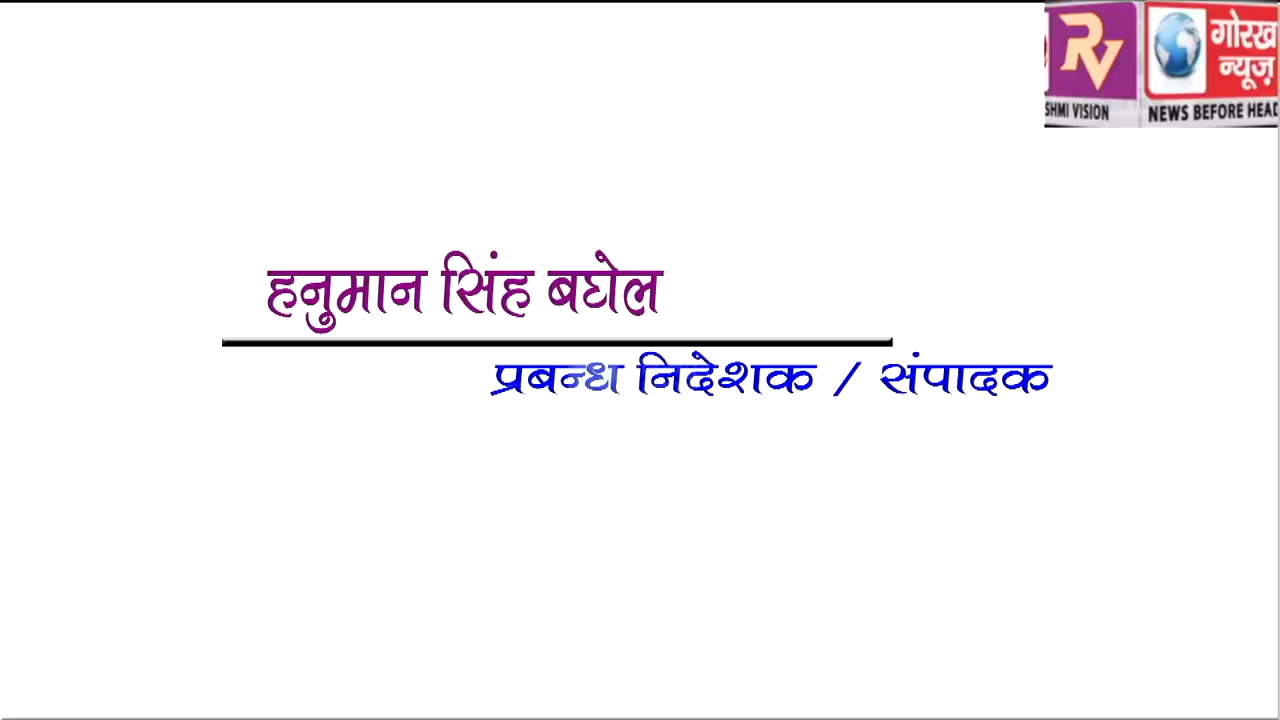 RV
SHMI VISION
गोरख
न्यूज़
NEWS BEFORE HEAD
हनुमान सिंह बघेल
प्रबन्ध निदेशक / संपादक